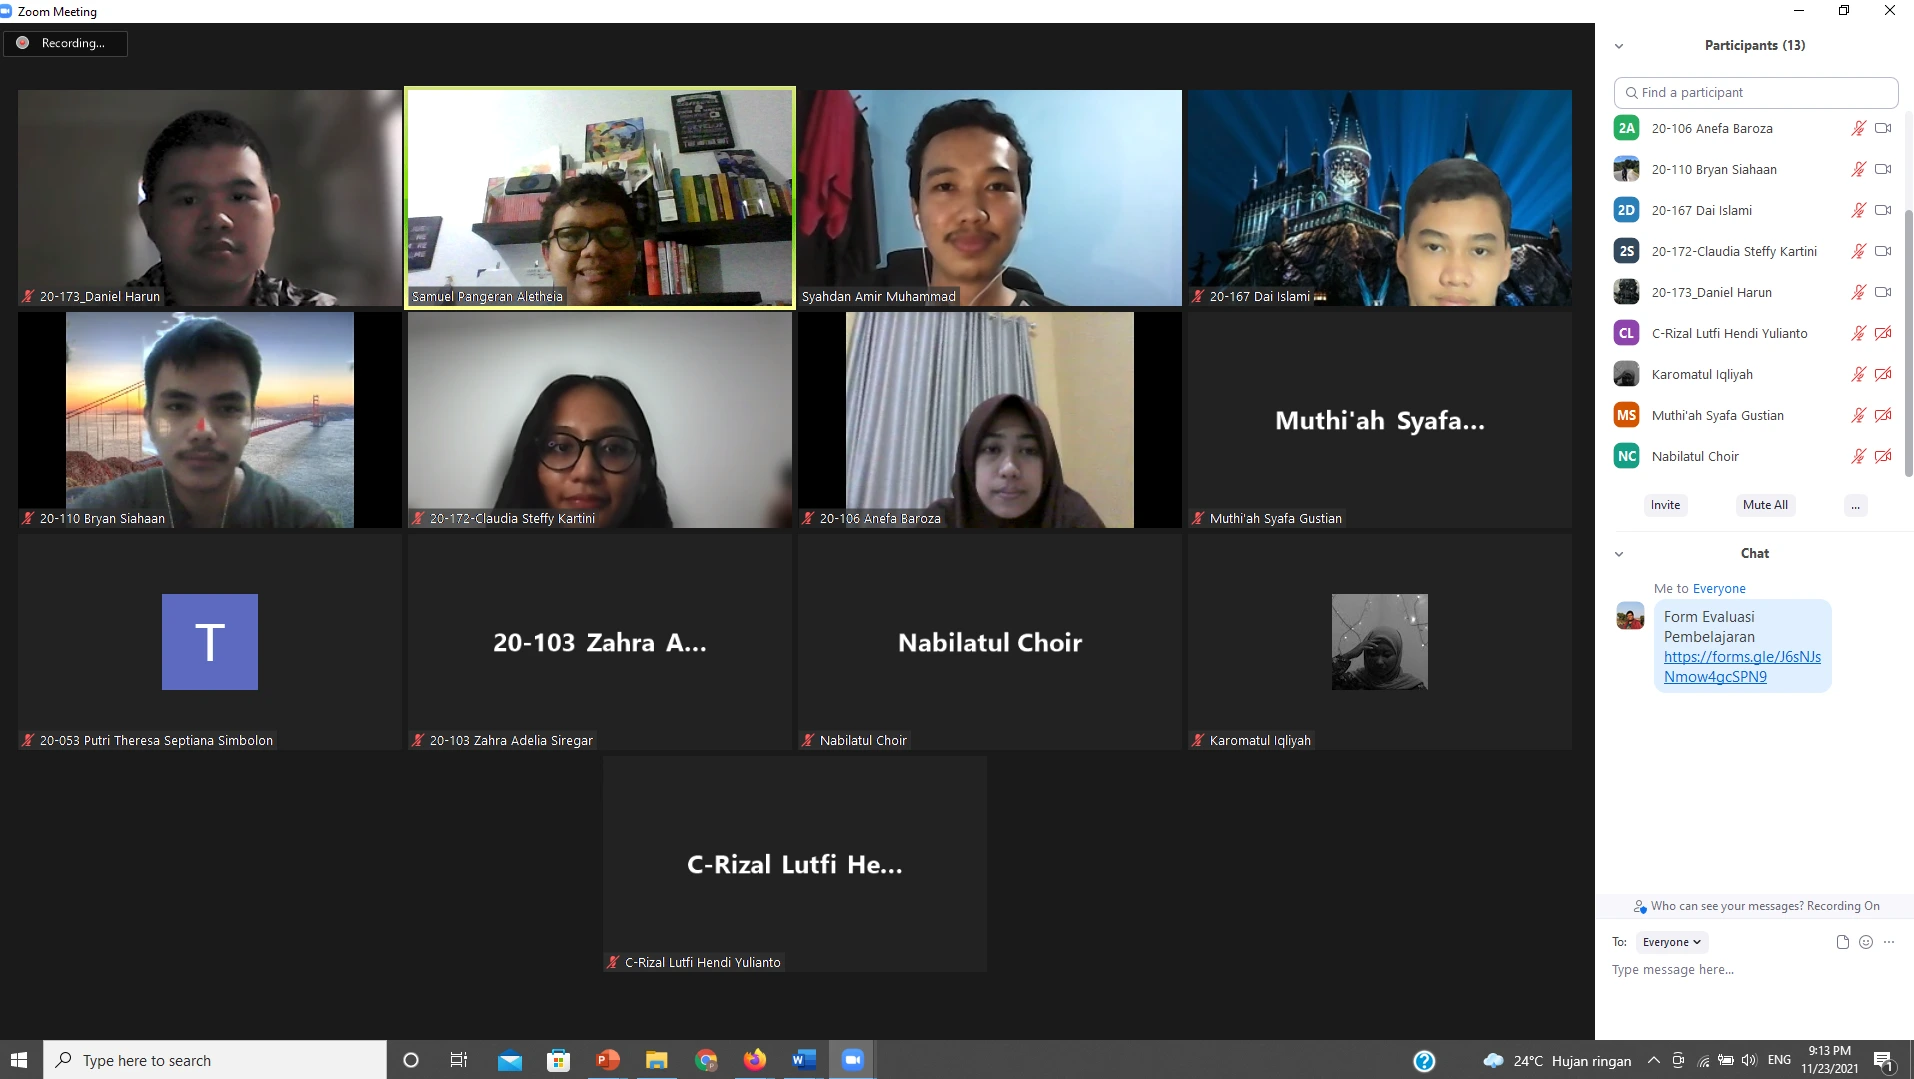 Zoom Meeting
Recording...
20-173_Daniel Harun
Samuel Pangeran Aletheia
Syahdan Amir Muhammad
20-167 Dai Islami
20-110 Bryan Siahaan
20-172-Claudia Steffy Kartini
20-106 Anefa Baroza
Muthi'ah Syafa...
Muthi'ah Syafa Gustian
T
20-053 Putri Theresa Septiana Simbolon
20-103 Zahra A...
20-103 Zahra Adelia Siregar
Nabilatul Choir
Nabilatul Choir
Karomatul Iqliyah
C-Rizal Lutfi He...
C-Rizal Lutfi Hendi Yulianto
Participants (13)
Find a participant
2A 20-106 Anefa Baroza
20-110 Bryan Siahaan
2D 20-167 Dai Islami
2S 20-172-Claudia Steffy Kartini
20-173_Daniel Harun
CL C-Rizal Lutfi Hendi Yulianto
Karomatul Iqliyah
MS Muthi'ah Syafa Gustian
NC Nabilatul Choir
Invite Mute All ...
Chat
Me to Everyone
Form Evaluasi
Pembelajaran
https://forms.gle/J6sNJs
Nmow4gcSPN9
Who can see your messages? Recording On
To: Everyone
Type message here...
Type here to search
24°C Hujan ringan
ENG
9:13 PM
11/23/2021
1